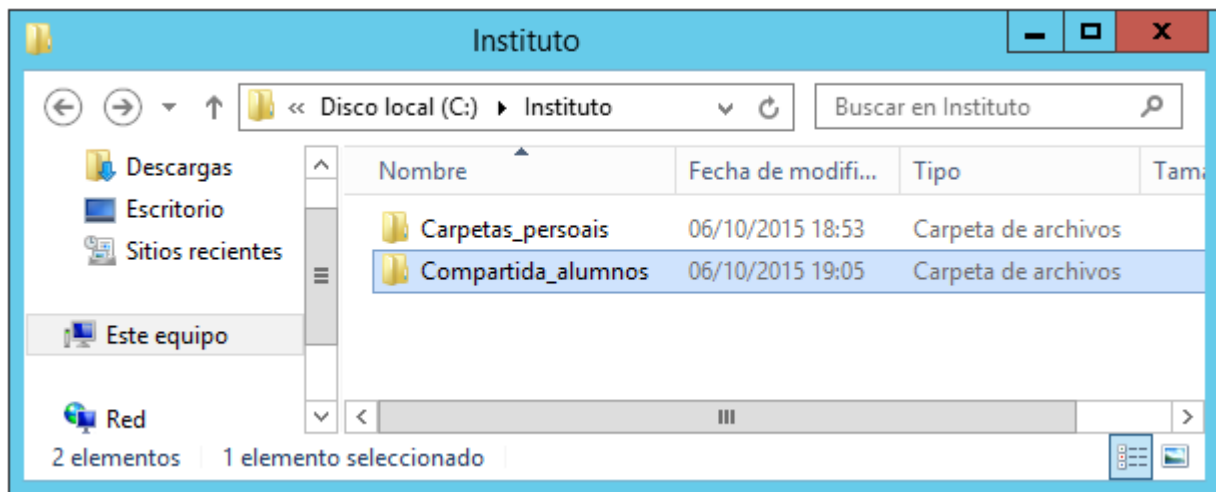 Instituto
« Disco local (C:) Instituto
Buscar en Instituto
Descargas
Escritorio
Sitios recientes
Este equipo
Red
Nombre Fecha de modifi... Tipo Tama
Carpetas_persoais 06/10/2015 18:53 Carpeta de archivos
Compartida_alumnos 06/10/2015 19:05 Carpeta de archivos
2 elementos 1 elemento seleccionado